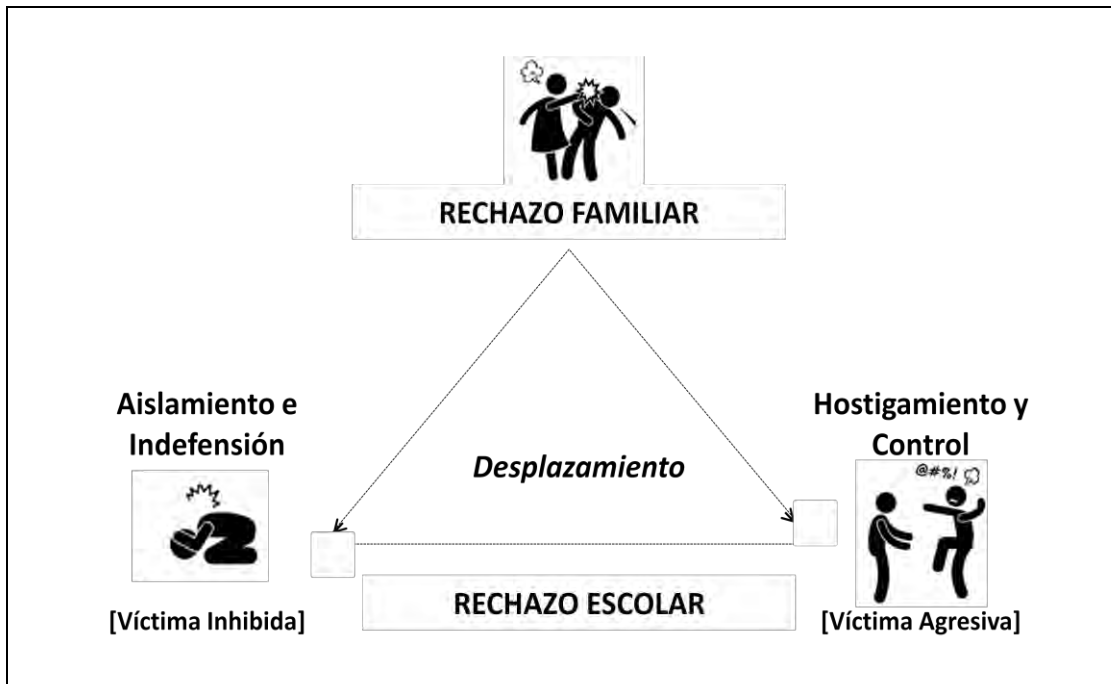 RECHAZO FAMILIAR
Aislamiento e
Indefensión
Hostigamiento y
Control
@#%!
Desplazamiento
RECHAZO ESCOLAR
[Víctima Inhibida]
[Víctima Agresiva]